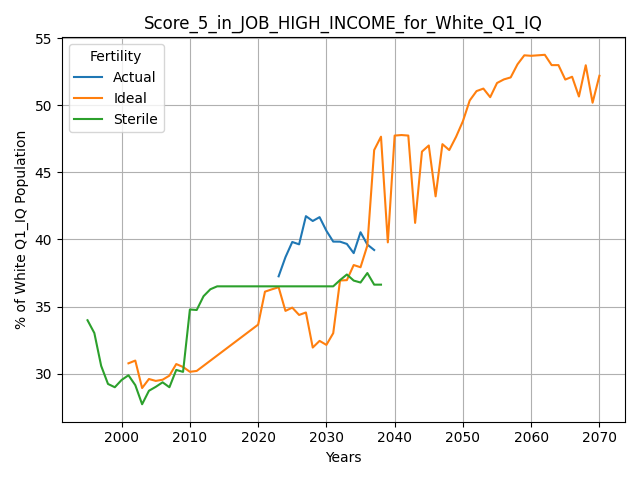 Score_5_in_JOB_HIGH_INCOME_for_White_Q1_IQ
Fertility
Actual
Ideal
Sterile
% of White Q1_IQ Population
55
50
45
40
35
30
2000 2010 2020 2030 2040 2050 2060 2070
Years